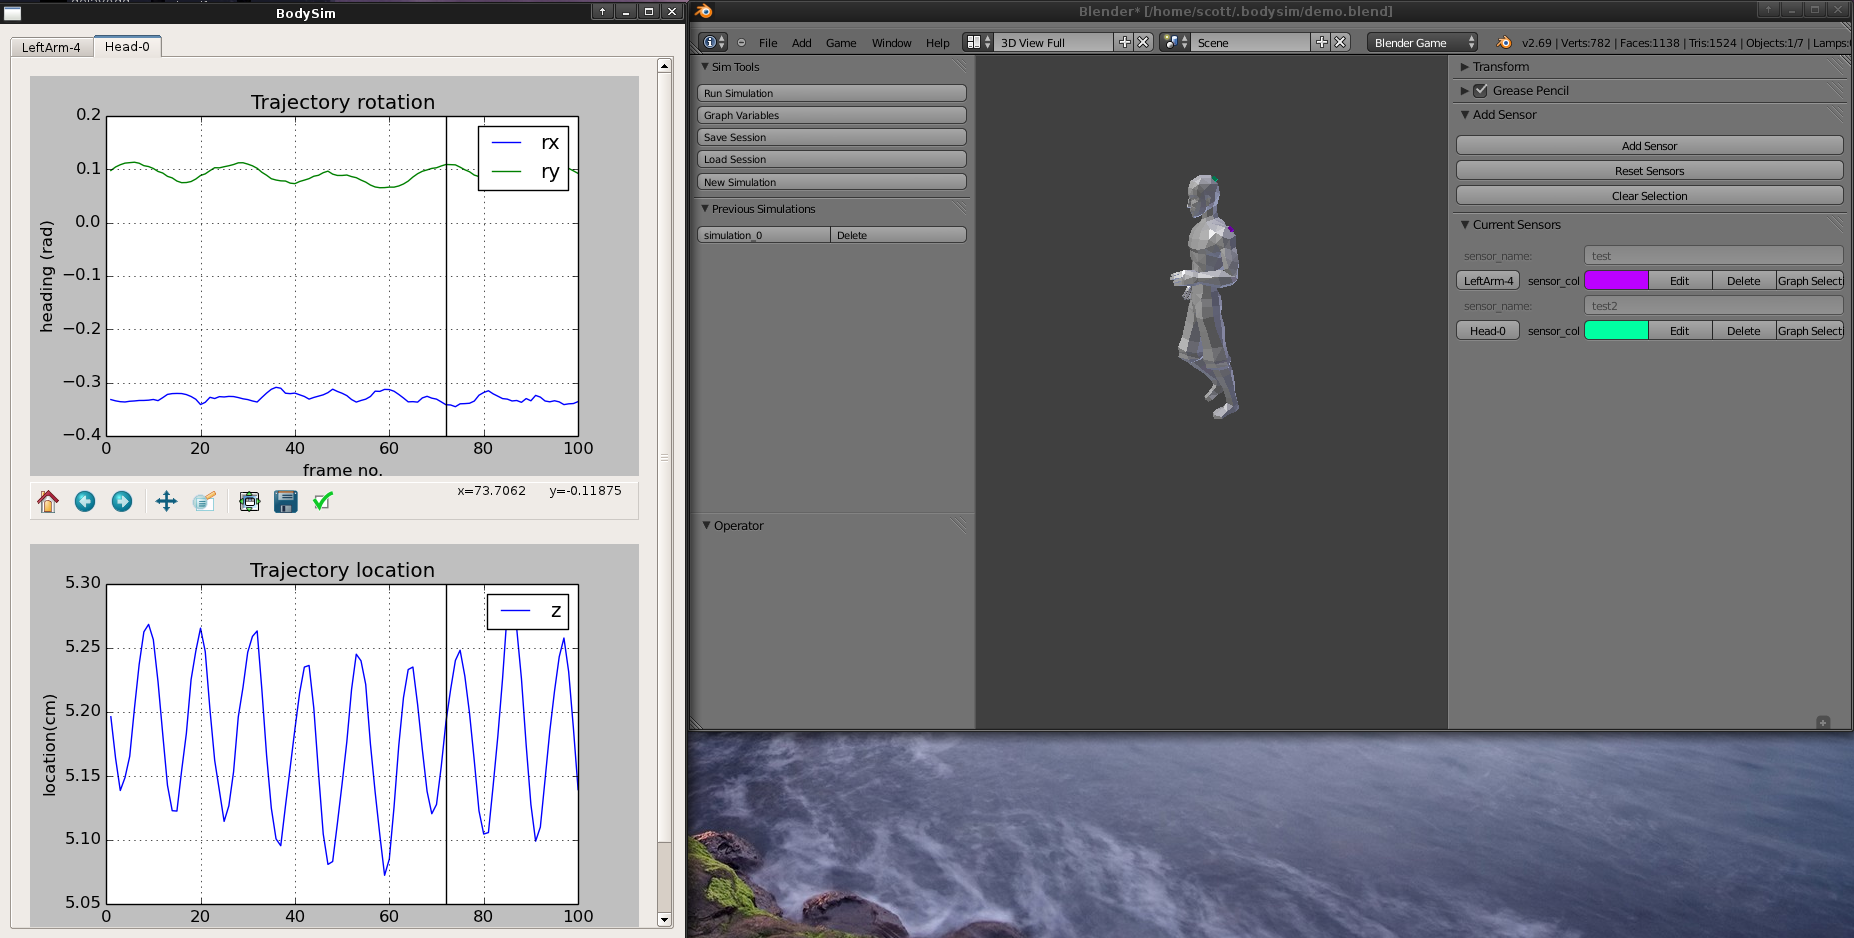 BodySim
LeftArm-4
Head-0
Trajectory rotation
0.2
0.1
0.0
−0.1
−0.2
−0.3
−0.4
heading (rad)
rx
ry
0 20 40 60 80 100
frame no.
x=73.7062 y=-0.11875
Trajectory location
5.30
5.25
5.20
5.15
5.10
5.05
location(cm)
z
0 20 40 60 80 100
Blender* [/home/scott/.bodysim/demo.blend]
File Add Game Window Help
3D View Full
Scene
Blender Game
v2.69 | Verts:782 | Faces:1138 | Tris:1524 | Objects:1/7 | Lamps:
Sim Tools
Run Simulation
Graph Variables
Save Session
Load Session
New Simulation
Previous Simulations
simulation_0 Delete
Operator
Transform
Grease Pencil
Add Sensor
Add Sensor
Reset Sensors
Clear Selection
Current Sensors
sensor_name: test
LeftArm-4 sensor_col Edit Delete Graph Selecti
sensor_name: test2
Head-0 sensor_col Edit Delete Graph Selecti